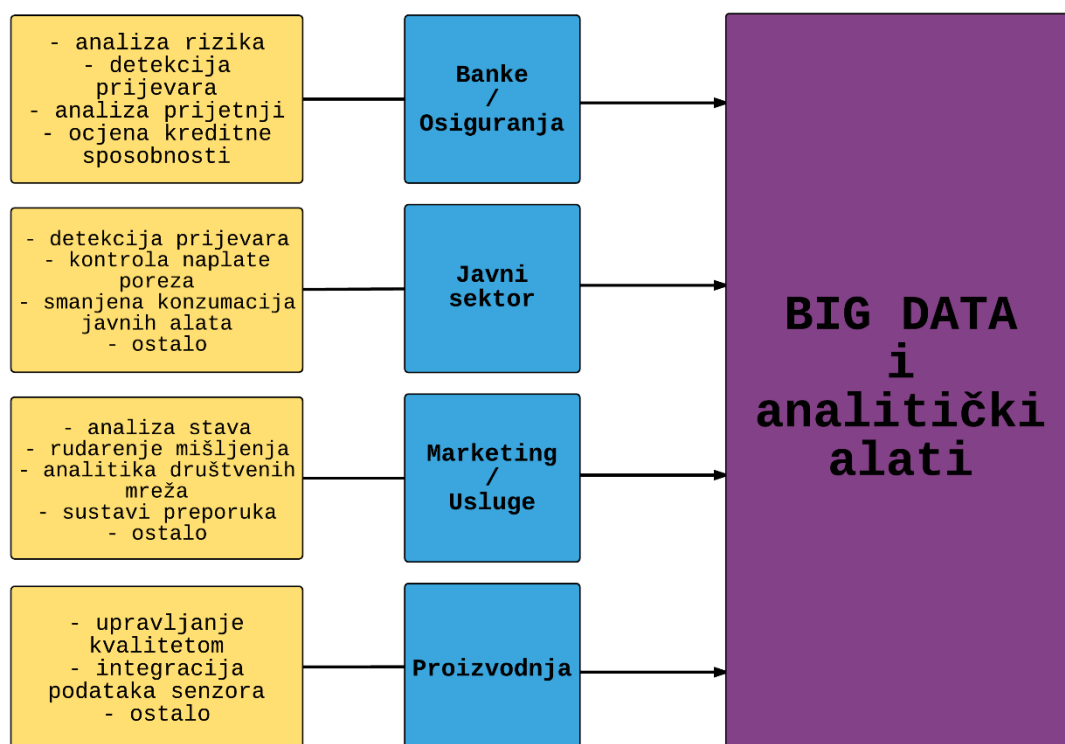 - analiza rizika
- detekcija
prijevara
- analiza prijetnji
- ocjena kreditne
sposobnosti
Banke
/
Osiguranja
- detekcija prijevara
- kontrola naplate
poreza
- smanjena konzumacija
javnih alata
- ostalo
Javni
sektor
- analiza stava
- rudarenje mišljenja
- analitika društvenih
mreža
- sustavi preporuka
- ostalo
Marketing
/
Usluge
- upravljanje
kvalitetom
- integracija
podataka senzora
- ostalo
Proizvodnja
BIG DATA
i
analitički
alati